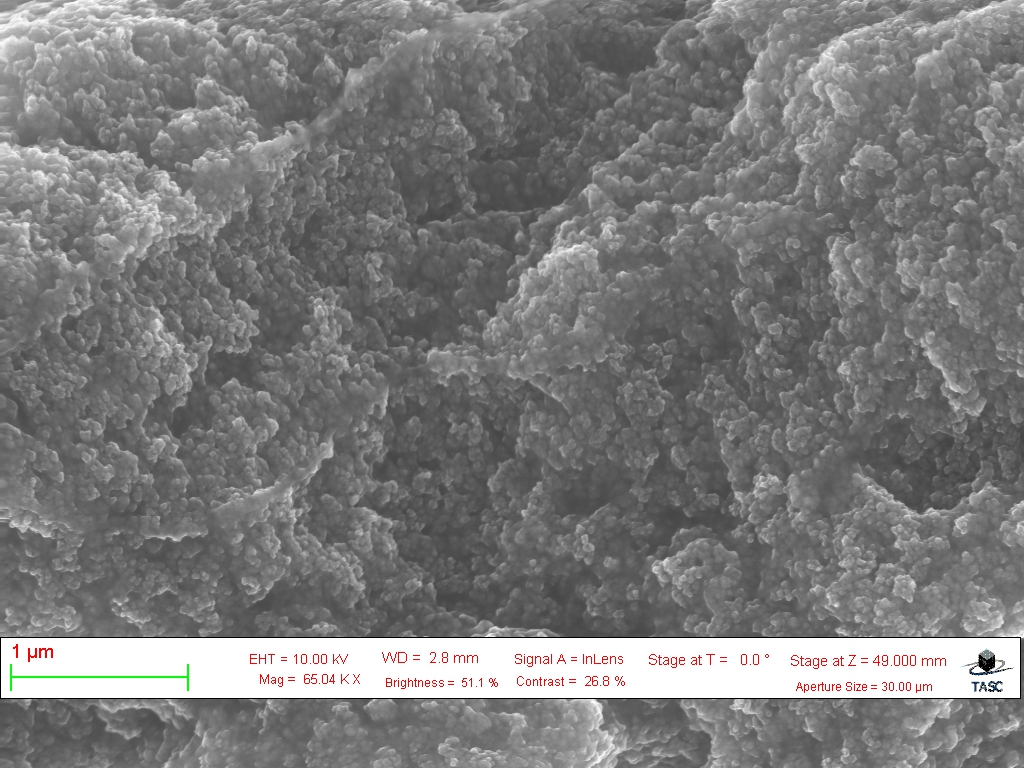 1 µm
EHT = 10.00 kV WD = 2.8 mm Signal A = InLens Stage at T = 0.0 ° Stage at Z = 49.000 mm
Mag = 65.04 K X Brightness = 51.1 % Contrast = 26.8 % Aperture Size = 30.00 µm
TASC